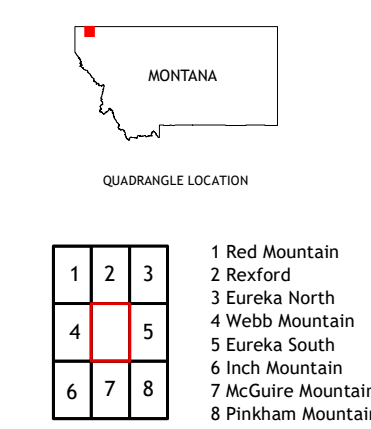 MONTANA
QUADRANGLE LOCATION
1 2 3
4 5
6 7 8
1 Red Mountain
2 Rexford
3 Eureka North
4 Webb Mountain
5 Eureka South
6 Inch Mountain
7 McGuire Mountain
8 Pinkham Mountain